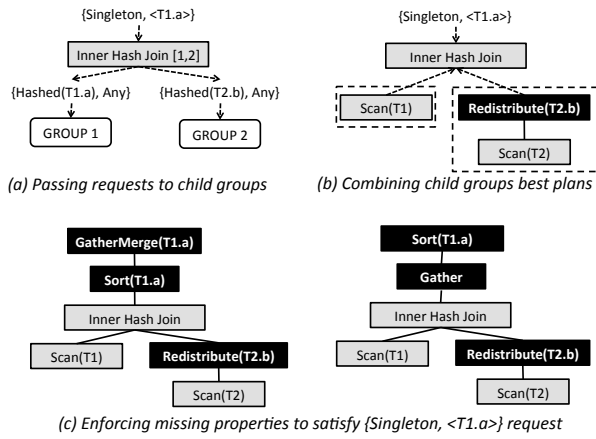 {Singleton, <T1.a>}
Inner Hash Join [1,2]
{Hashed(T1.a), Any} {Hashed(T2.b), Any}
GROUP 1 GROUP 2
(a) Passing requests to child groups
{Singleton, <T1.a>}
Inner Hash Join
Scan(T1) Redistribute(T2.b)
Scan(T2)
(b) Combining child groups best plans
GatherMerge(T1.a)
Sort(T1.a)
Inner Hash Join
Scan(T1) Redistribute(T2.b)
Scan(T2)
Sort(T1.a)
Gather
Inner Hash Join
Scan(T1) Redistribute(T2.b)
Scan(T2)
(c) Enforcing missing properties to satisfy {Singleton, <T1.a>} request